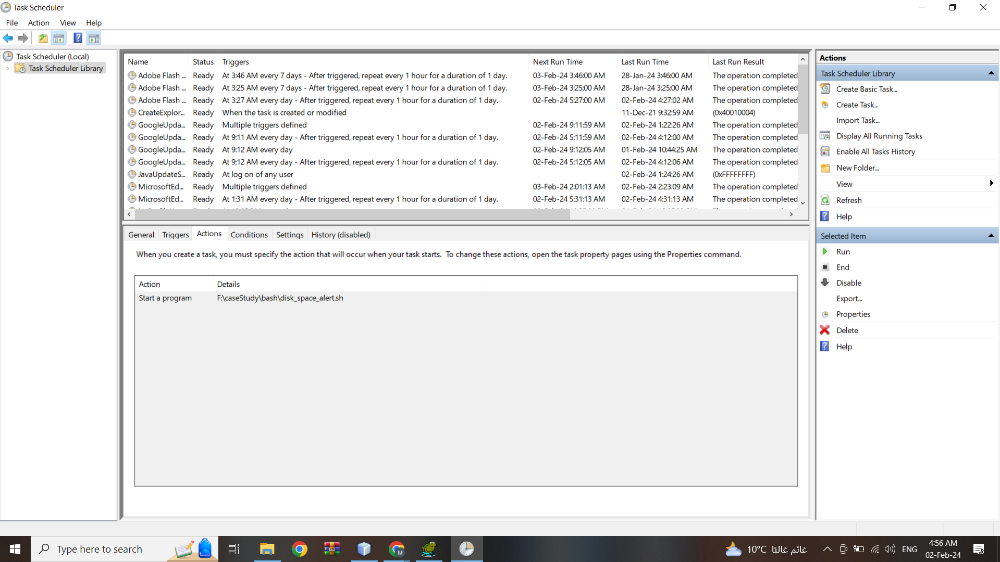 Task Scheduler
File Action View Help
Task Scheduler (Local)
Task Scheduler Library
Name Status Triggers Next Run Time Last Run Time Last Run Result
Adobe Flash ... Ready At 3:46 AM every 7 days - After triggered, repeat every 1 hour for a duration of 1 day. 03-Feb-24 3:46:00 AM 28-Jan-24 3:46:00 AM The operation completed
Adobe Flash ... Ready At 3:25 AM every 7 days - After triggered, repeat every 1 hour for a duration of 1 day. 03-Feb-24 3:25:00 AM 28-Jan-24 3:25:00 AM The operation completed
Adobe Flash ... Ready At 3:27 AM every day - After triggered, repeat every 1 hour for a duration of 1 day. 02-Feb-24 5:27:00 AM 02-Feb-24 4:27:02 AM The operation completed
CreateExplor... Ready When the task is created or modified 11-Dec-21 9:32:59 AM (0x40010004)
GoogleUpda... Ready Multiple triggers defined 02-Feb-24 9:11:59 AM 02-Feb-24 1:22:26 AM The operation completed
GoogleUpda... Ready At 9:11 AM every day - After triggered, repeat every 1 hour for a duration of 1 day. 02-Feb-24 5:11:59 AM 02-Feb-24 4:12:00 AM The operation completed
GoogleUpda... Ready At 9:12 AM every day 02-Feb-24 9:12:05 AM 01-Feb-24 10:44:25 AM The operation completed
GoogleUpda... Ready At 9:12 AM every day - After triggered, repeat every 1 hour for a duration of 1 day. 02-Feb-24 5:12:05 AM 02-Feb-24 4:12:06 AM The operation completed
JavaUpdateS... Ready At log on of any user 02-Feb-24 1:24:26 AM (0xFFFFFFFF)
MicrosoftEd... Ready Multiple triggers defined 03-Feb-24 2:01:13 AM 02-Feb-24 2:23:09 AM The operation completed
MicrosoftEd... Ready At 1:31 AM every day - After triggered, repeat every 1 hour for a duration of 1 day. 02-Feb-24 5:31:13 AM 02-Feb-24 4:31:13 AM The operation completed
General Triggers Actions Conditions Settings History (disabled)
When you create a task, you must specify the action that will occur when your task starts. To change these actions, open the task property pages using the Properties command.
Action Details
Start a program F:\caseStudy\bash\disk_space_alert.sh
Actions
Task Scheduler Library
Create Basic Task...
Create Task...
Import Task...
Display All Running Tasks
Enable All Tasks History
New Folder...
View
Refresh
Help
Selected Item
Run
End
Disable
Export...
Properties
Delete
Help
Type here to search
10°C غائم غالبًا ENG
4:56 AM
02-Feb-24